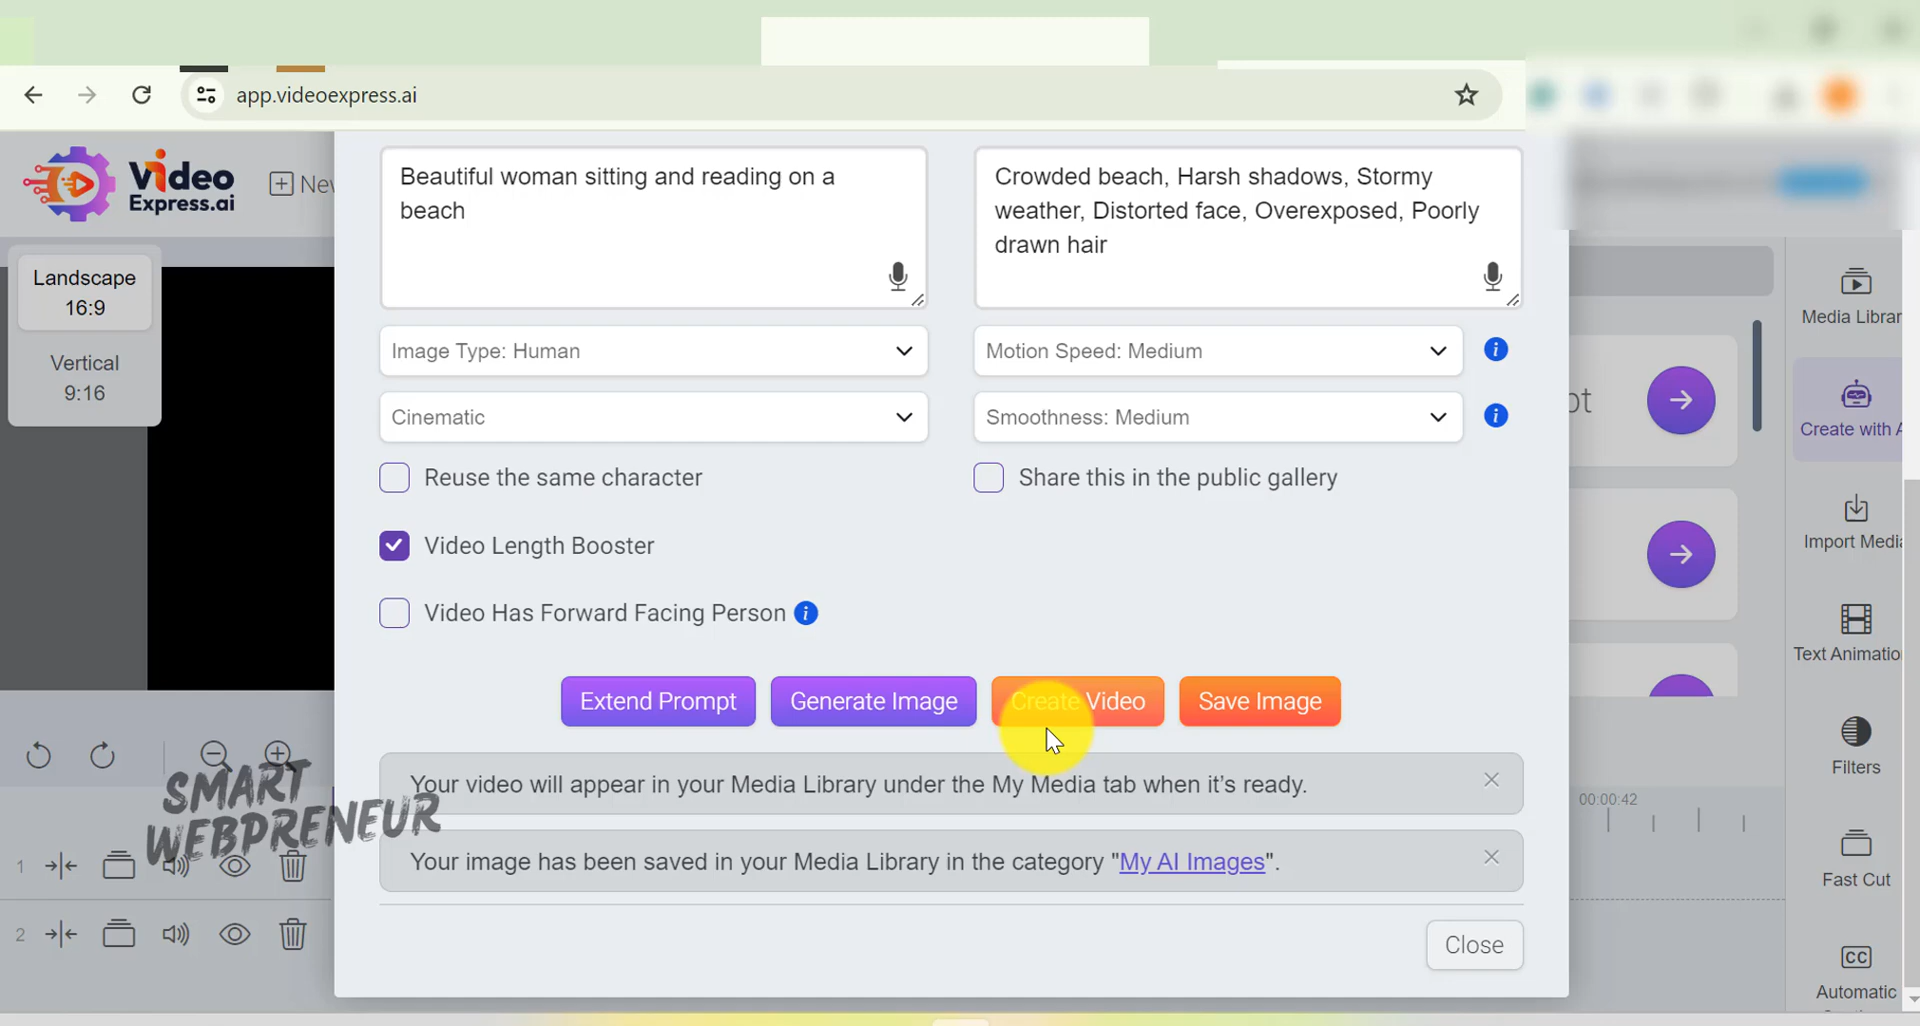 app.videoexpress.ai
Video
Express.ai
New
Landscape
16:9
Vertical
9:16
Beautiful woman sitting and reading on a
beach
Crowded beach, Harsh shadows, Stormy
weather, Distorted face, Overexposed, Poorly
drawn hair
Image Type: Human
Motion Speed: Medium
Cinematic
Smoothness: Medium
Reuse the same character
Share this in the public gallery
Video Length Booster
Video Has Forward Facing Person
Extend Prompt
Generate Image
Create Video
Save Image
Your video will appear in your Media Library under the My Media tab when it's ready.
Your image has been saved in your Media Library in the category "My AI Images".
Close
SMART
WEBPRENEUR
1
2
pt
00:00:42
Media Librar
Create with A
Import Media
Text Animatio
Filters
Fast Cut
CC
Automatic